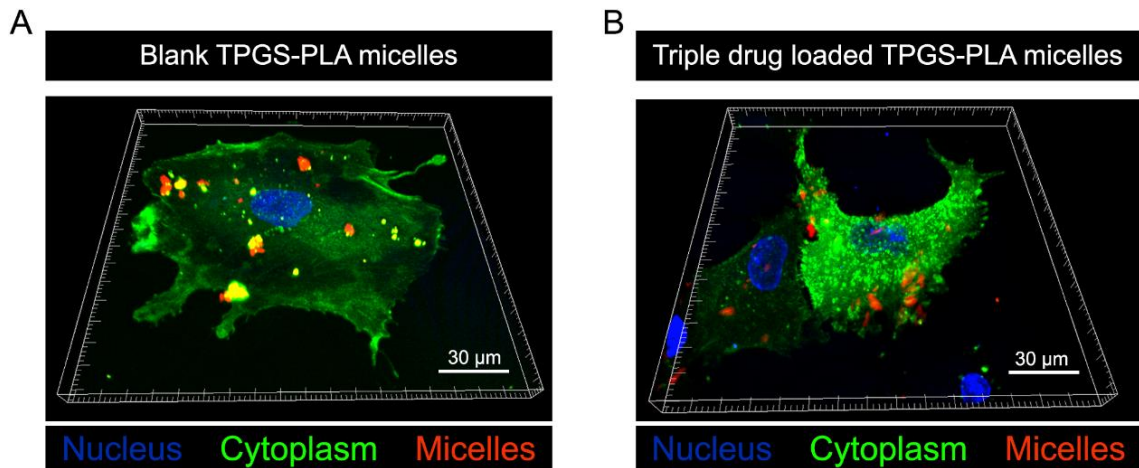 A
Blank TPGS-PLA micelles
30 µm
Nucleus Cytoplasm Micelles
B
Triple drug loaded TPGS-PLA micelles
30 µm
Nucleus Cytoplasm Micelles